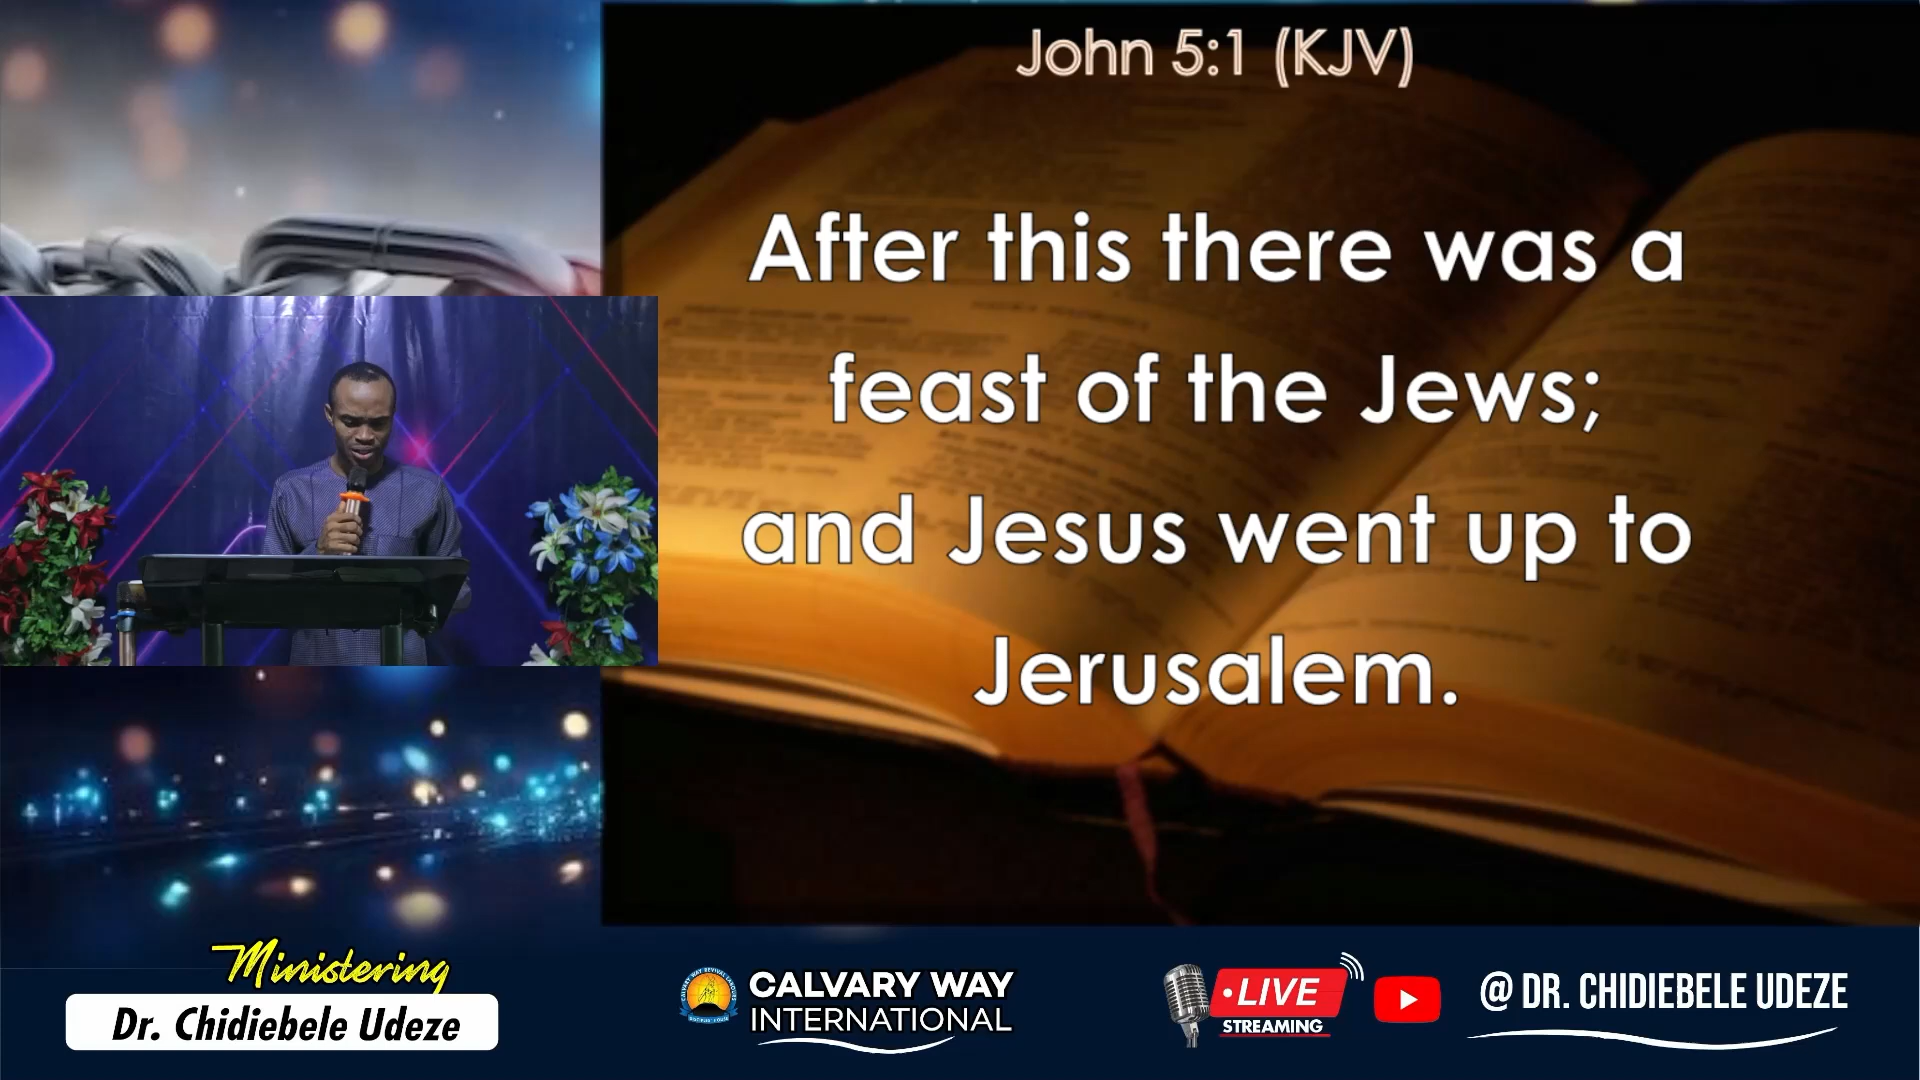 John 5:1 (KJV)
After this there was a
feast of the Jews;
and Jesus went up to
Jerusalem.
Ministering
Dr. Chidiebele Udeze
CALVARY WAY
INTERNATIONAL
• LIVE
STREAMING
@ DR. CHIDIEBELE UDEZE